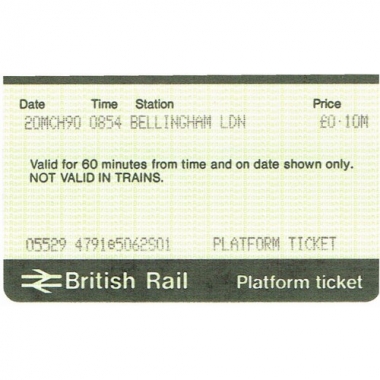 Date Time Station Price
20MCH90 0854 BELLINGHAM LDN £0·10M
Valid for 60 minutes from time and on date shown only.
NOT VALID IN TRAINS.
05529 479185062S01 PLATFORM TICKET
British Rail Platform ticket